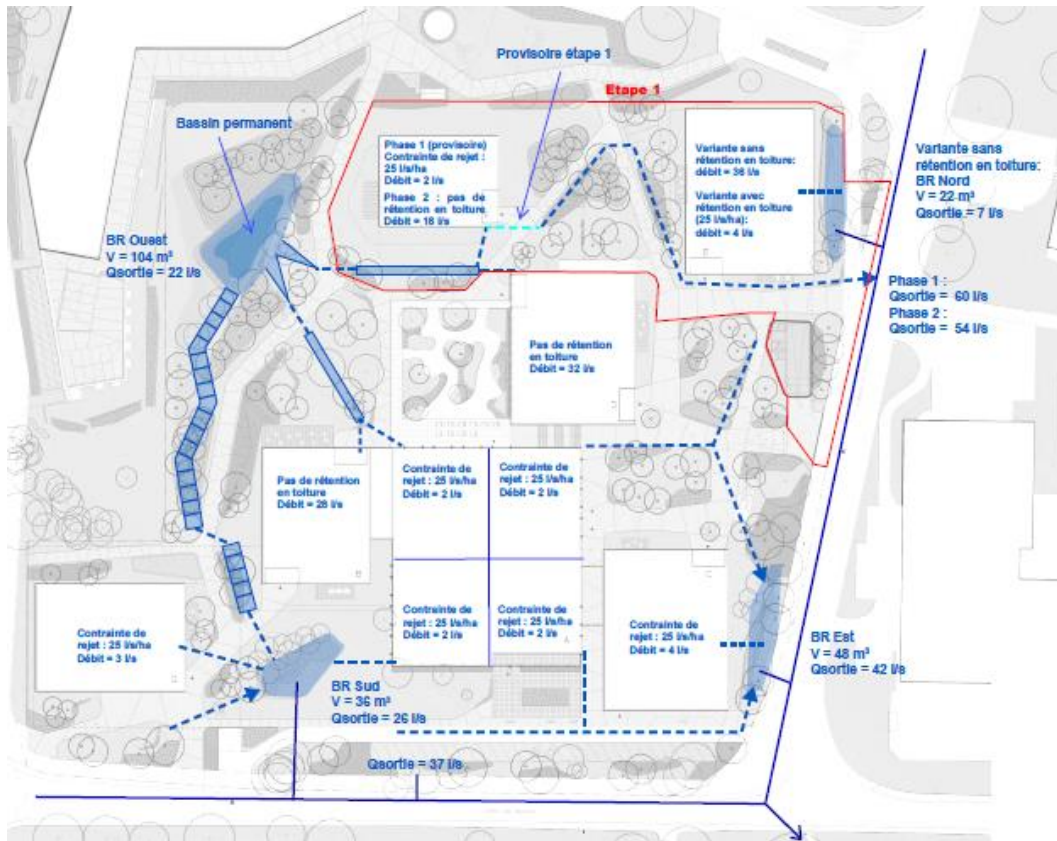 Provisoire étape 1
Etape 1
Bassin permanent
Phase 1 (provisoire)
Contrainte de rejet :
25 l/s/ha
Débit = 2 l/s
Phase 2 : pas de
rétention en toiture
Débit = 18 l/s
Variante sans
rétention en toiture:
débit = 36 l/s
Variante avec
rétention en toiture
(25 l/s/ha):
débit = 4 l/s
Variante sans
rétention en toiture:
BR Nord
V = 22 m³
Qsortie = 7 l/s
BR Ouest
V = 104 m³
Qsortie = 22 l/s
Phase 1 :
Qsortie = 60 l/s
Phase 2 :
Qsortie = 54 l/s
Pas de rétention
en toiture
Débit = 32 l/s
Pas de rétention
en toiture
Débit = 28 l/s
Contrainte de
rejet : 25 l/s/ha
Débit = 2 l/s
Contrainte de
rejet : 25 l/s/ha
Débit = 2 l/s
Contrainte de
rejet : 25 l/s/ha
Débit = 2 l/s
Contrainte de
rejet : 25 l/s/ha
Débit = 2 l/s
Contrainte de
rejet : 25 l/s/ha
Débit = 4 l/s
Contrainte de
rejet : 25 l/s/ha
Débit = 3 l/s
BR Est
V = 48 m³
Qsortie = 42 l/s
BR Sud
V = 36 m³
Qsortie = 26 l/s
Qsortie = 37 l/s